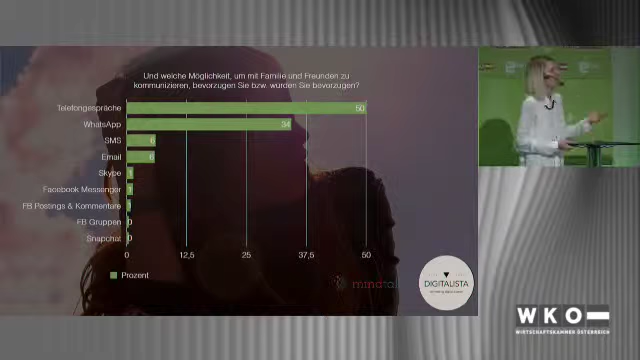 Und welche Möglichkeit, um mit Familie und Freunden zu
kommunizieren, bevorzugen Sie bzw. würden Sie bevorzugen?
Telefongespräche 50
WhatsApp 34
SMS 6
Email 6
Skype 1
Facebook Messenger 1
FB Postings & Kommentare 1
FB Gruppen 0
Snapchat 0
0 12,5 25 37,5 50
Prozent
DIGITALISTA
WKO
WIRTSCHAFTSKAMMER ÖSTERREICH